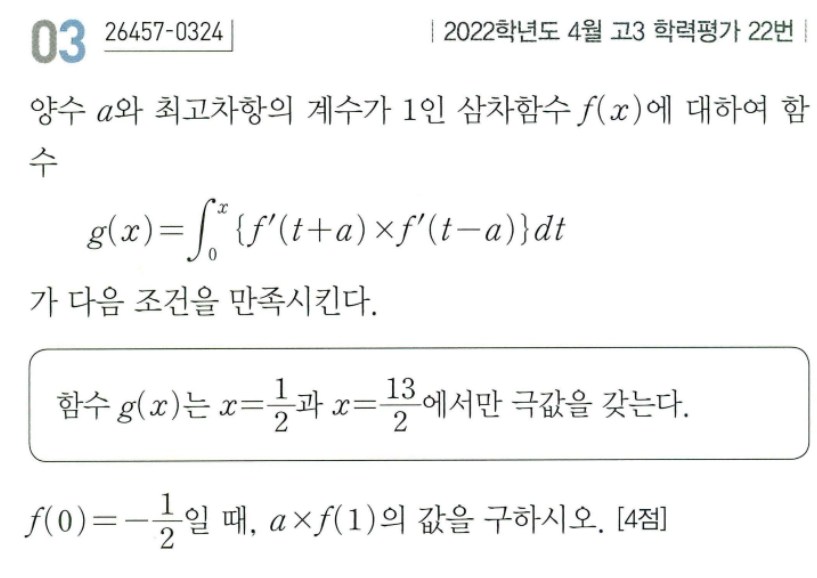 03 26457-0324 | 2022학년도 4월 고3 학력평가 22번 |
양수 a와 최고차항의 계수가 1인 삼차함수 f(x)에 대하여 함
수
g(x)=∫₀ˣ {f′(t+a)×f′(t−a)}dt
가 다음 조건을 만족시킨다.
함수 g(x)는 x=1/2과 x=13/2에서만 극값을 갖는다.
f(0)=−1/2일 때, a×f(1)의 값을 구하시오. [4점]